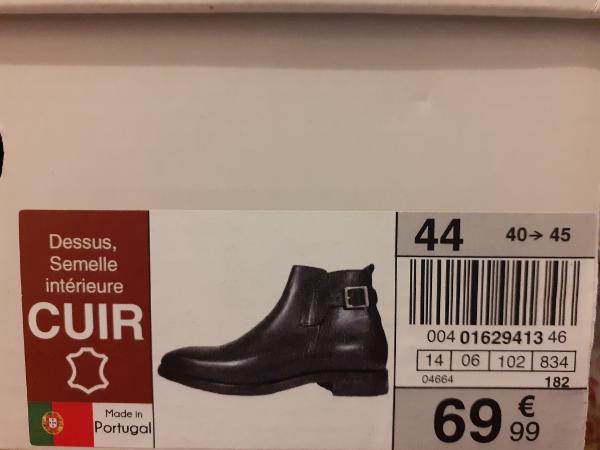 Dessus,
Semelle
intérieure
CUIR
Made in
Portugal
44 40→ 45
004 01629413 46
14 06 102 834
04664 182
69 €99